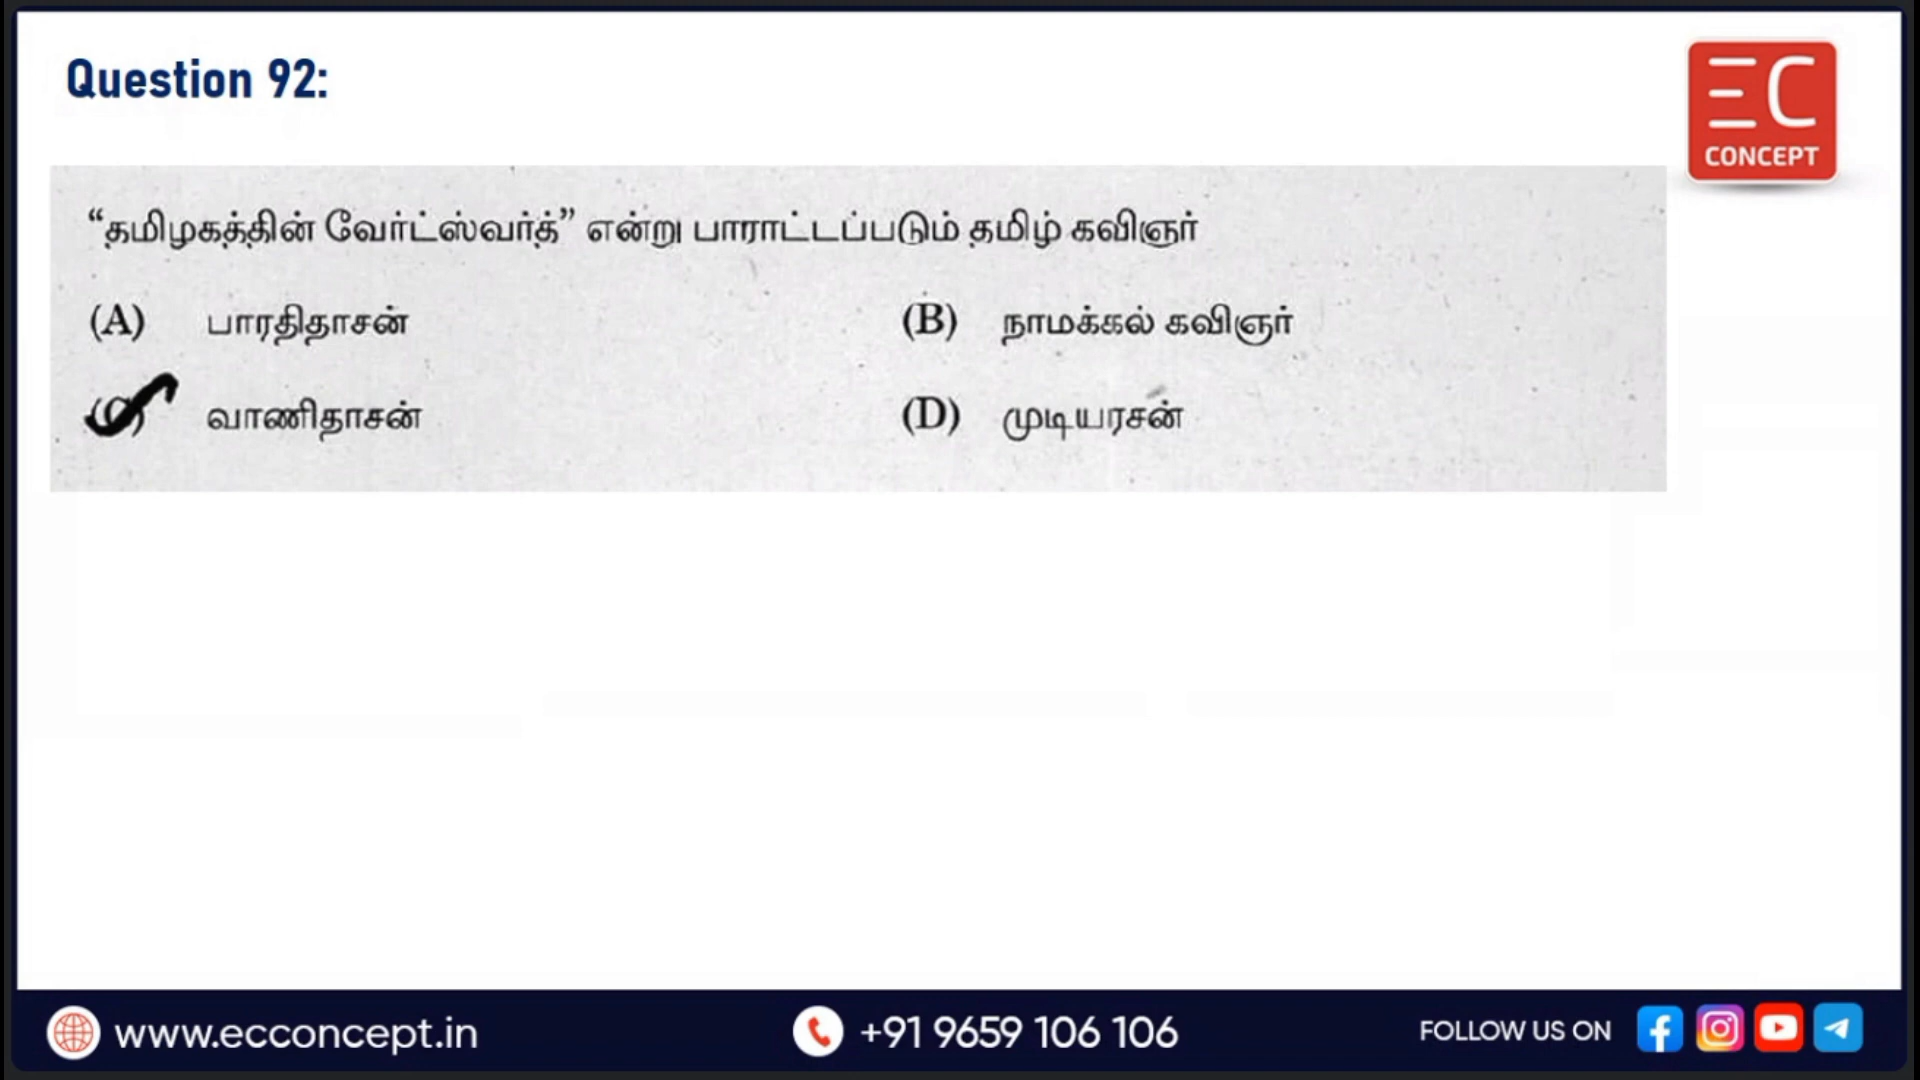 Question 92:
EC
CONCEPT
“தமிழகத்தின் வேர்ட்ஸ்வர்த்” என்று பாராட்டப்படும் தமிழ் கவிஞர்
(A) பாரதிதாசன் (B) நாமக்கல் கவிஞர்
(C) வாணிதாசன் (D) முடியரசன்
www.ecconcept.in +91 9659 106 106 FOLLOW US ON